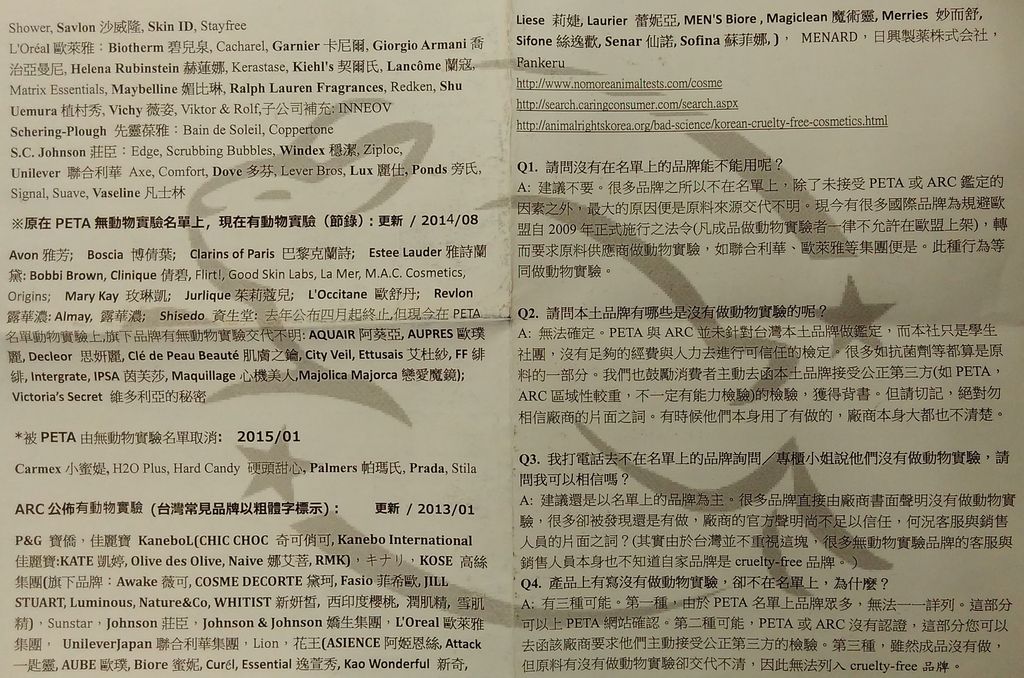 Shower, Savlon 沙威隆, Skin ID, Stayfree
L'Oréal 歐萊雅：Biotherm 碧兒泉, Cacharel, Garnier 卡尼爾, Giorgio Armani 喬
治亞曼尼, Helena Rubinstein 赫蓮娜, Kerastase, Kiehl's 契爾氏, Lancôme 蘭寇,
Matrix Essentials, Maybelline 媚比琳, Ralph Lauren Fragrances, Redken, Shu
Uemura 植村秀, Vichy 薇姿, Viktor & Rolf,子公司補充: INNEOV
Schering-Plough 先靈葆雅：Bain de Soleil, Coppertone
S.C. Johnson 莊臣：Edge, Scrubbing Bubbles, Windex 穩潔, Ziploc,
Unilever 聯合利華 Axe, Comfort, Dove 多芬, Lever Bros, Lux 麗仕, Ponds 旁氏,
Signal, Suave, Vaseline 凡士林
※原在 PETA 無動物實驗名單上，現在有動物實驗（節錄）: 更新 / 2014/08
Avon 雅芳; Boscia 博倩葉; Clarins of Paris 巴黎克蘭詩; Estee Lauder 雅詩蘭
黛: Bobbi Brown, Clinique 倩碧, Flirt!, Good Skin Labs, La Mer, M.A.C. Cosmetics,
Origins; Mary Kay 玫琳凱; Jurlique 茱莉蔻兒; L'Occitane 歐舒丹; Revlon
露華濃: Almay, 露華濃; Shisedo 資生堂: 去年公布四月起終止,但現今在 PETA
名單動物實驗上,旗下品牌有無動物實驗交代不明: AQUAIR 阿葵亞, AUPRES 歐璞
麗, Decleor 思妍麗, Clé de Peau Beauté 肌膚之鑰, City Veil, Ettusais 艾杜紗, FF 緋
緋, Intergrate, IPSA 茵芙莎, Maquillage 心機美人,Majolica Majorca 戀愛魔鏡);
Victoria's Secret 維多利亞的秘密
*被 PETA 由無動物實驗名單取消: 2015/01
Carmex 小蜜媞, H2O Plus, Hard Candy 硬頭甜心, Palmers 帕瑪氏, Prada, Stila
ARC 公佈有動物實驗（台灣常見品牌以粗體字標示）： 更新 / 2013/01
P&G 寶僑，佳麗寶 KaneboL(CHIC CHOC 奇可俏可, Kanebo International
佳麗寶:KATE 凱婷, Olive des Olive, Naive 娜艾菩, RMK)，キナリ，KOSE 高絲
集團(旗下品牌：Awake 薇可, COSME DECORTE 黛珂, Fasio 菲希歐, JILL
STUART, Luminous, Nature&Co, WHITIST 新妍皙, 西印度櫻桃, 潤肌精, 雪肌
精)，Sunstar，Johnson 莊臣，Johnson & Johnson 嬌生集團，L'Oreal 歐萊雅
集團， UnileverJapan 聯合利華集團，Lion，花王(ASIENCE 阿姬恩絲, Attack
一匙靈, AUBE 歐璞, Biore 蜜妮, Curél, Essential 逸萱秀, Kao Wonderful 新奇,
Liese 莉婕, Laurier 蕾妮亞, MEN'S Biore , Magiclean 魔術靈, Merries 妙而舒,
Sifone 絲逸歡, Senar 仙諾, Sofina 蘇菲娜, )， MENARD，日興製薬株式会社，
Pankeru
http://www.nomoreanimaltests.com/cosme
http://search.caringconsumer.com/search.aspx
http://animalrightskorea.org/bad-science/korean-cruelty-free-cosmetics.html
Q1. 請問沒有在名單上的品牌能不能用呢？
A: 建議不要。很多品牌之所以不在名單上，除了未接受 PETA 或 ARC 鑑定的
因素之外，最大的原因便是原料來源交代不明。現今有很多國際品牌為規避歐
盟自 2009 年正式施行之法令(凡成品做動物實驗者一律不允許在歐盟上架)，轉
而要求原料供應商做動物實驗，如聯合利華、歐萊雅等集團便是。此種行為等
同做動物實驗。
Q2. 請問本土品牌有哪些是沒有做動物實驗的呢？
A: 無法確定。PETA 與 ARC 並未針對台灣本土品牌做鑑定，而本社只是學生
社團，沒有足夠的經費與人力去進行可信任的檢定。很多如抗菌劑等都算是原
料的一部分。我們也鼓勵消費者主動去函本土品牌接受公正第三方(如 PETA，
ARC 區域性較重，不一定有能力檢驗)的檢驗，獲得背書。但請切記，絕對勿
相信廠商的片面之詞。有時候他們本身用了有做的，廠商本身大都也不清楚。
Q3. 我打電話去不在名單上的品牌詢問／專櫃小姐說他們沒有做動物實驗，請
問我可以相信嗎？
A: 建議還是以名單上的品牌為主。很多品牌直接由廠商書面聲明沒有做動物實
驗，很多卻被發現還是有做，廠商的官方聲明尚不足以信任，何況客服與銷售
人員的片面之詞？(其實由於台灣並不重視這塊，很多無動物實驗品牌的客服與
銷售人員本身也不知道自家品牌是 cruelty-free 品牌。)
Q4. 產品上有寫沒有做動物實驗，卻不在名單上，為什麼？
A: 有三種可能。第一種，由於 PETA 名單上品牌眾多，無法一一詳列。這部分
可以上 PETA 網站確認。第二種可能，PETA 或 ARC 沒有認證，這部分您可以
去函該廠商要求他們主動接受公正第三方的檢驗。第三種，雖然成品沒有做，
但原料有沒有做動物實驗卻交代不清，因此無法列入 cruelty-free 品牌。